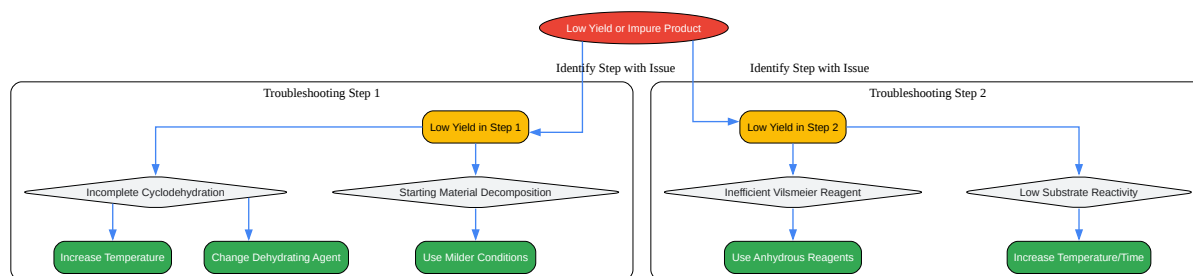 Low Yield or Impure Product
Identify Step with Issue
Identify Step with Issue
Troubleshooting Step 1
Troubleshooting Step 2
Low Yield in Step 1
Low Yield in Step 2
Incomplete Cyclodehydration
Starting Material Decomposition
Inefficient Vilsmeier Reagent
Low Substrate Reactivity
Increase Temperature
Change Dehydrating Agent
Use Milder Conditions
Use Anhydrous Reagents
Increase Temperature/Time